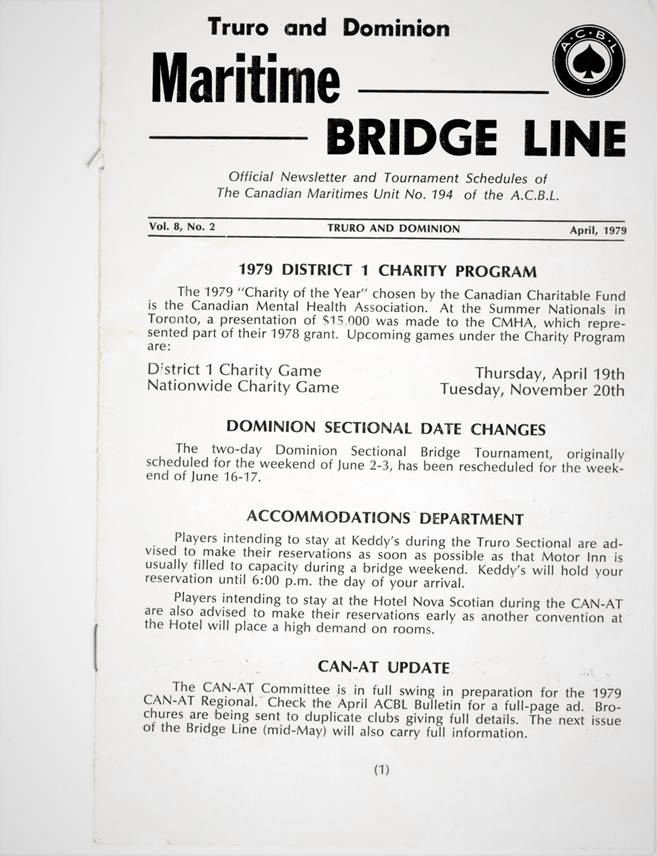 Truro and Dominion
Maritime
A·C·B·L
BRIDGE LINE
Official Newsletter and Tournament Schedules of
The Canadian Maritimes Unit No. 194 of the A.C.B.L.
Vol. 8, No. 2 TRURO AND DOMINION April, 1979
1979 DISTRICT 1 CHARITY PROGRAM
The 1979 "Charity of the Year" chosen by the Canadian Charitable Fund
is the Canadian Mental Health Association. At the Summer Nationals in
Toronto, a presentation of $15,000 was made to the CMHA, which repre-
sented part of their 1978 grant. Upcoming games under the Charity Program
are:
District 1 Charity Game Thursday, April 19th
Nationwide Charity Game Tuesday, November 20th
DOMINION SECTIONAL DATE CHANGES
The two-day Dominion Sectional Bridge Tournament, originally
scheduled for the weekend of June 2-3, has been rescheduled for the week-
end of June 16-17.
ACCOMMODATIONS DEPARTMENT
Players intending to stay at Keddy's during the Truro Sectional are ad-
vised to make their reservations as soon as possible as that Motor Inn is
usually filled to capacity during a bridge weekend. Keddy's will hold your
reservation until 6:00 p.m. the day of your arrival.
Players intending to stay at the Hotel Nova Scotian during the CAN-AT
are also advised to make their reservations early as another convention at
the Hotel will place a high demand on rooms.
CAN-AT UPDATE
The CAN-AT Committee is in full swing in preparation for the 1979
CAN-AT Regional. Check the April ACBL Bulletin for a full-page ad. Bro-
chures are being sent to duplicate clubs giving full details. The next issue
of the Bridge Line (mid-May) will also carry full information.
(1)